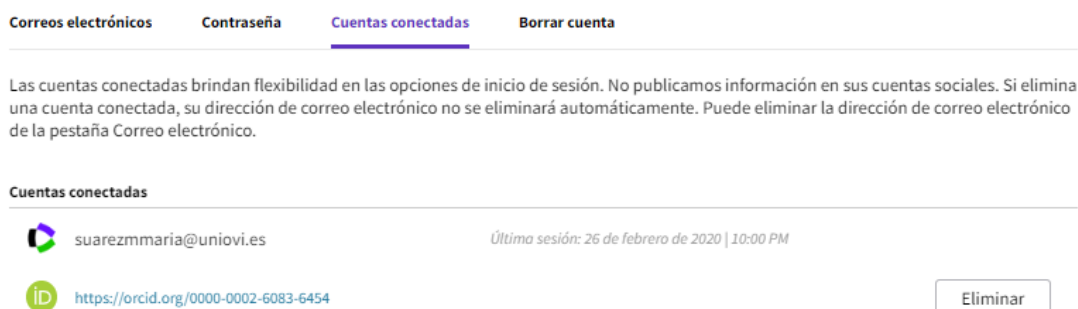 Correos electrónicos Contraseña Cuentas conectadas Borrar cuenta
Las cuentas conectadas brindan flexibilidad en las opciones de inicio de sesión. No publicamos información en sus cuentas sociales. Si elimina
una cuenta conectada, su dirección de correo electrónico no se eliminará automáticamente. Puede eliminar la dirección de correo electrónico
de la pestaña Correo electrónico.
Cuentas conectadas
suarezmmaria@uniovi.es Última sesión: 26 de febrero de 2020 | 10:00 PM
iD https://orcid.org/0000-0002-6083-6454 Eliminar